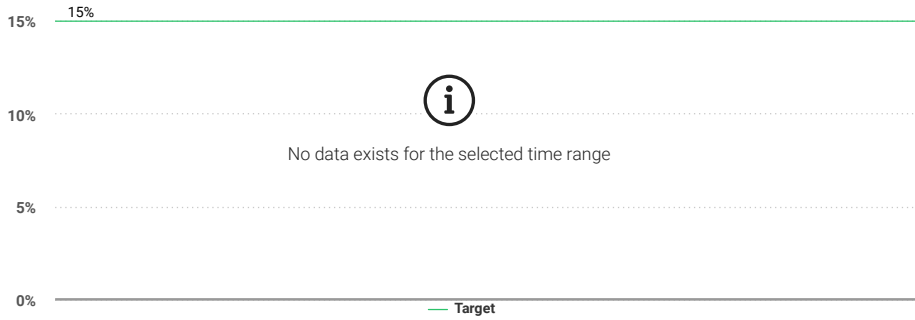 15%
15%
10%
i
No data exists for the selected time range
5%
0%
Target